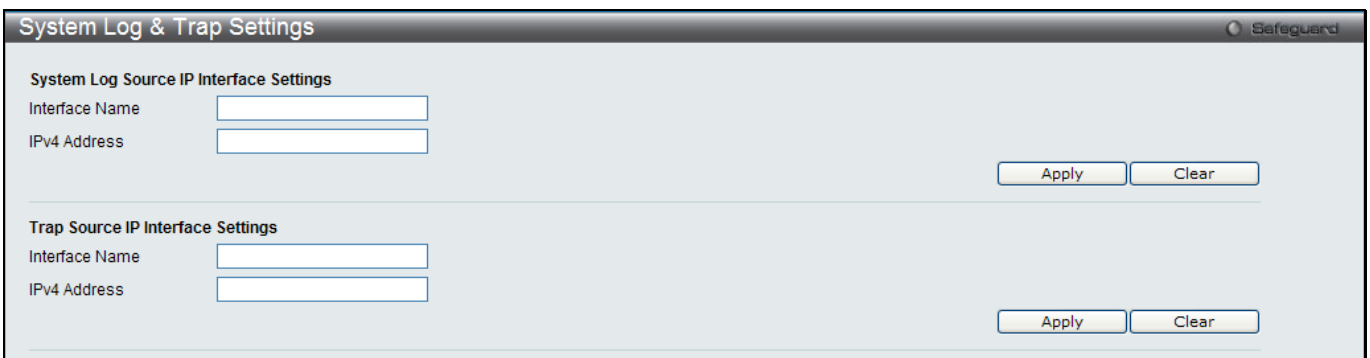 System Log & Trap Settings
Safeguard
System Log Source IP Interface Settings
Interface Name
IPv4 Address
Apply Clear
Trap Source IP Interface Settings
Interface Name
IPv4 Address
Apply Clear